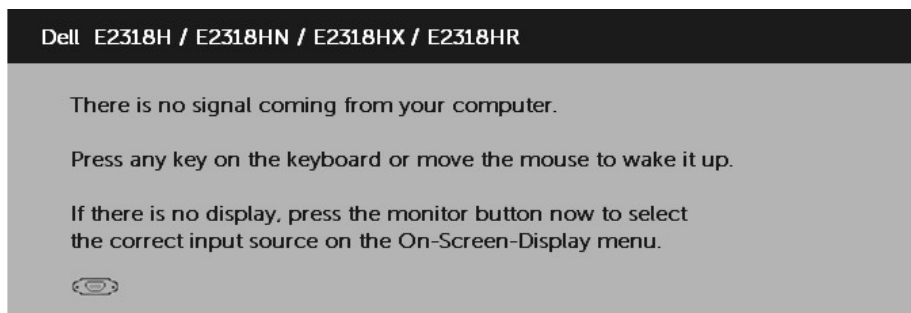 Dell E2318H / E2318HN / E2318HX / E2318HR
There is no signal coming from your computer.
Press any key on the keyboard or move the mouse to wake it up.
If there is no display, press the monitor button now to select
the correct input source on the On-Screen-Display menu.